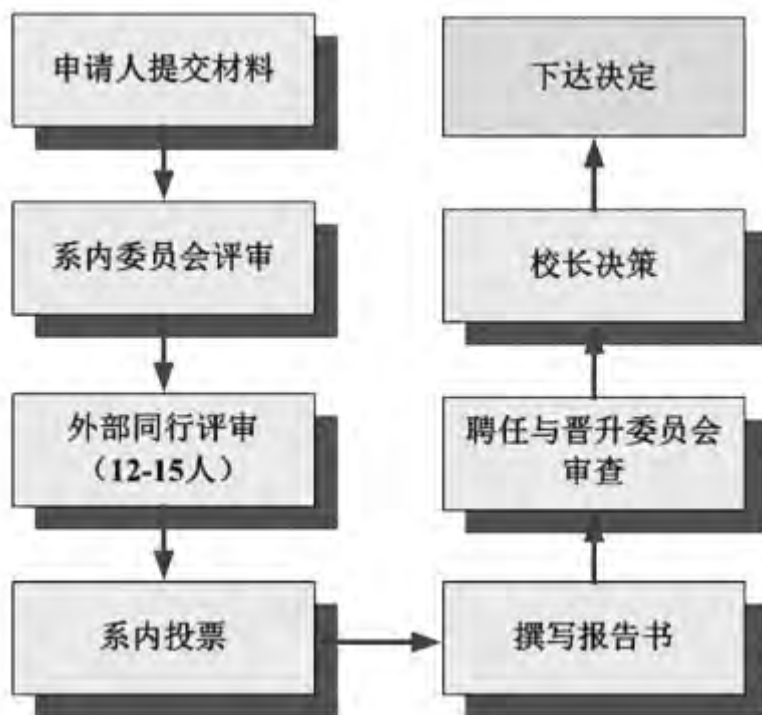 申请人提交材料
系内委员会评审
外部同行评审
（12-15人）
系内投票
撰写报告书
聘任与晋升委员会
审查
校长决策
下达决定